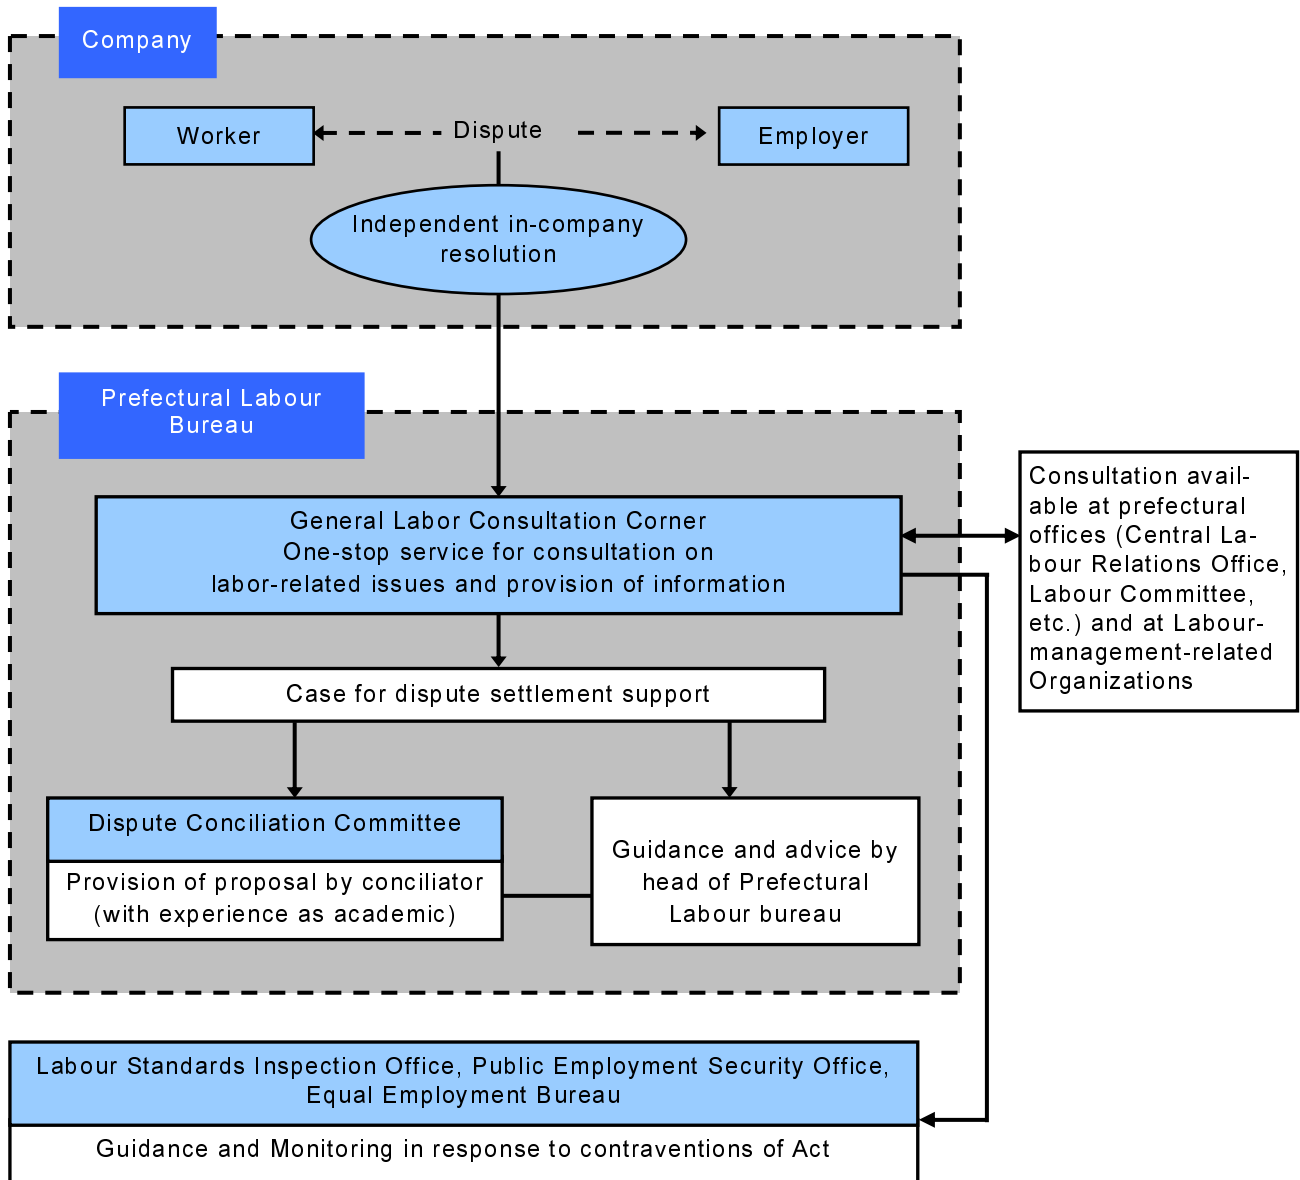 Company
Worker
Dispute
Employer
Independent in-company
resolution
Prefectural Labour
Bureau
General Labor Consultation Corner
One-stop service for consultation on
labor-related issues and provision of information
Consultation avail-
able at prefectural
offices (Central La-
bour Relations Office,
Labour Committee,
etc.) and at Labour-
management-related
Organizations
Case for dispute settlement support
Dispute Conciliation Committee
Provision of proposal by conciliator
(with experience as academic)
Guidance and advice by
head of Prefectural
Labour bureau
Labour Standards Inspection Office, Public Employment Security Office,
Equal Employment Bureau
Guidance and Monitoring in response to contraventions of Act